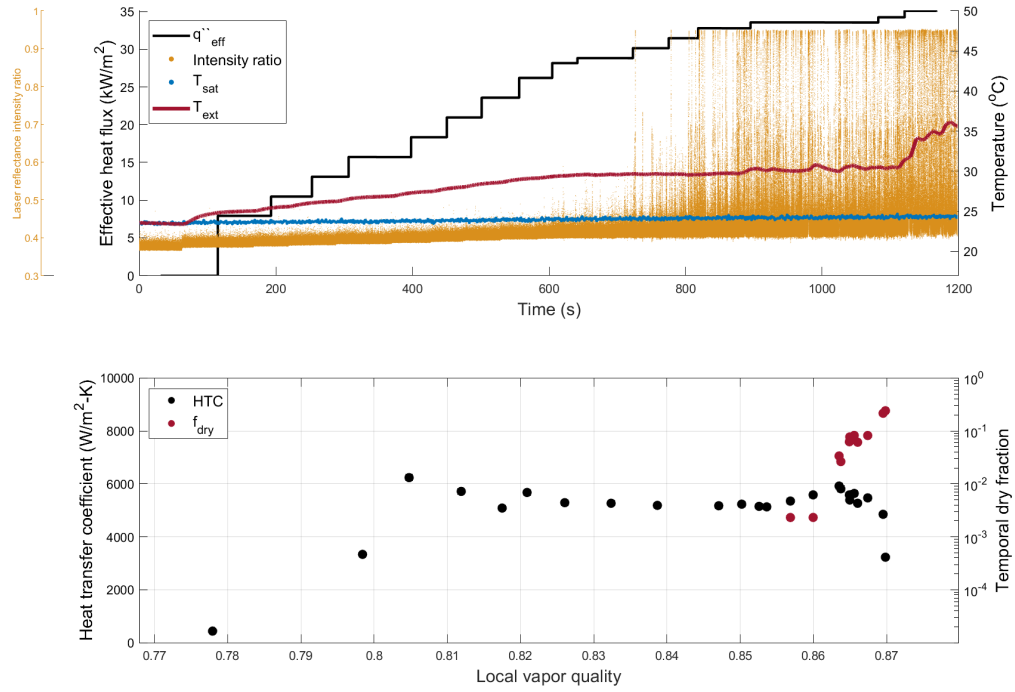 35
30
25
20
15
10
5
0
1
0.9
0.8
0.7
0.6
0.5
0.4
0.3
50
45
40
35
30
25
20
Laser reflectance intensity ratio
Effective heat flux (kW/m²)
Temperature (°C)
q``eff
Intensity ratio
Tsat
Text
0 200 400 600 800 1000 1200
Time (s)
10000
8000
6000
4000
2000
0
Heat transfer coefficient (W/m²-K)
HTC
fdry
10⁰
10⁻¹
10⁻²
10⁻³
10⁻⁴
Temporal dry fraction
0.77 0.78 0.79 0.8 0.81 0.82 0.83 0.84 0.85 0.86 0.87
Local vapor quality